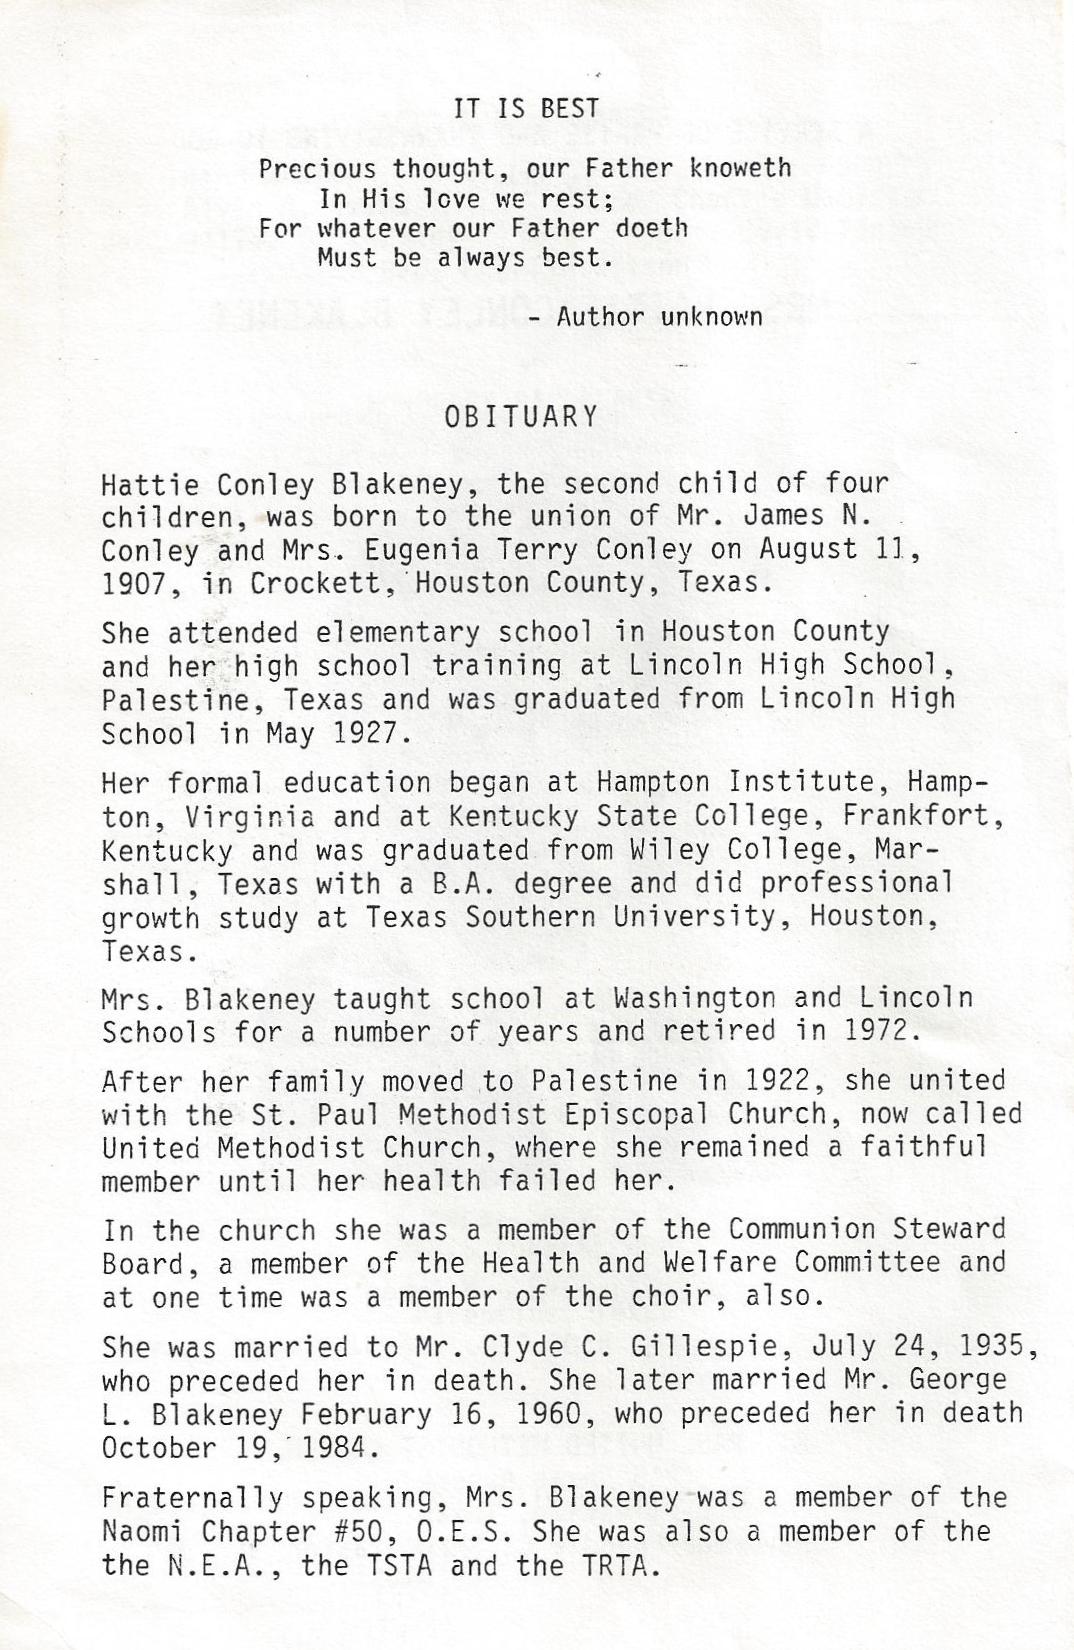 IT IS BEST
Precious thought, our Father knoweth
In His love we rest;
For whatever our Father doeth
Must be always best.
- Author unknown
OBITUARY
Hattie Conley Blakeney, the second child of four
children, was born to the union of Mr. James N.
Conley and Mrs. Eugenia Terry Conley on August 11,
1907, in Crockett, Houston County, Texas.
She attended elementary school in Houston County
and her high school training at Lincoln High School,
Palestine, Texas and was graduated from Lincoln High
School in May 1927.
Her formal education began at Hampton Institute, Hamp-
ton, Virginia and at Kentucky State College, Frankfort,
Kentucky and was graduated from Wiley College, Mar-
shall, Texas with a B.A. degree and did professional
growth study at Texas Southern University, Houston,
Texas.
Mrs. Blakeney taught school at Washington and Lincoln
Schools for a number of years and retired in 1972.
After her family moved to Palestine in 1922, she united
with the St. Paul Methodist Episcopal Church, now called
United Methodist Church, where she remained a faithful
member until her health failed her.
In the church she was a member of the Communion Steward
Board, a member of the Health and Welfare Committee and
at one time was a member of the choir, also.
She was married to Mr. Clyde C. Gillespie, July 24, 1935,
who preceded her in death. She later married Mr. George
L. Blakeney February 16, 1960, who preceded her in death
October 19, 1984.
Fraternally speaking, Mrs. Blakeney was a member of the
Naomi Chapter #50, O.E.S. She was also a member of the
the N.E.A., the TSTA and the TRTA.